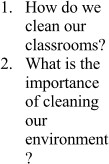 1. How do we
clean our
classrooms?
2. What is the
importance
of cleaning
our
environment
?